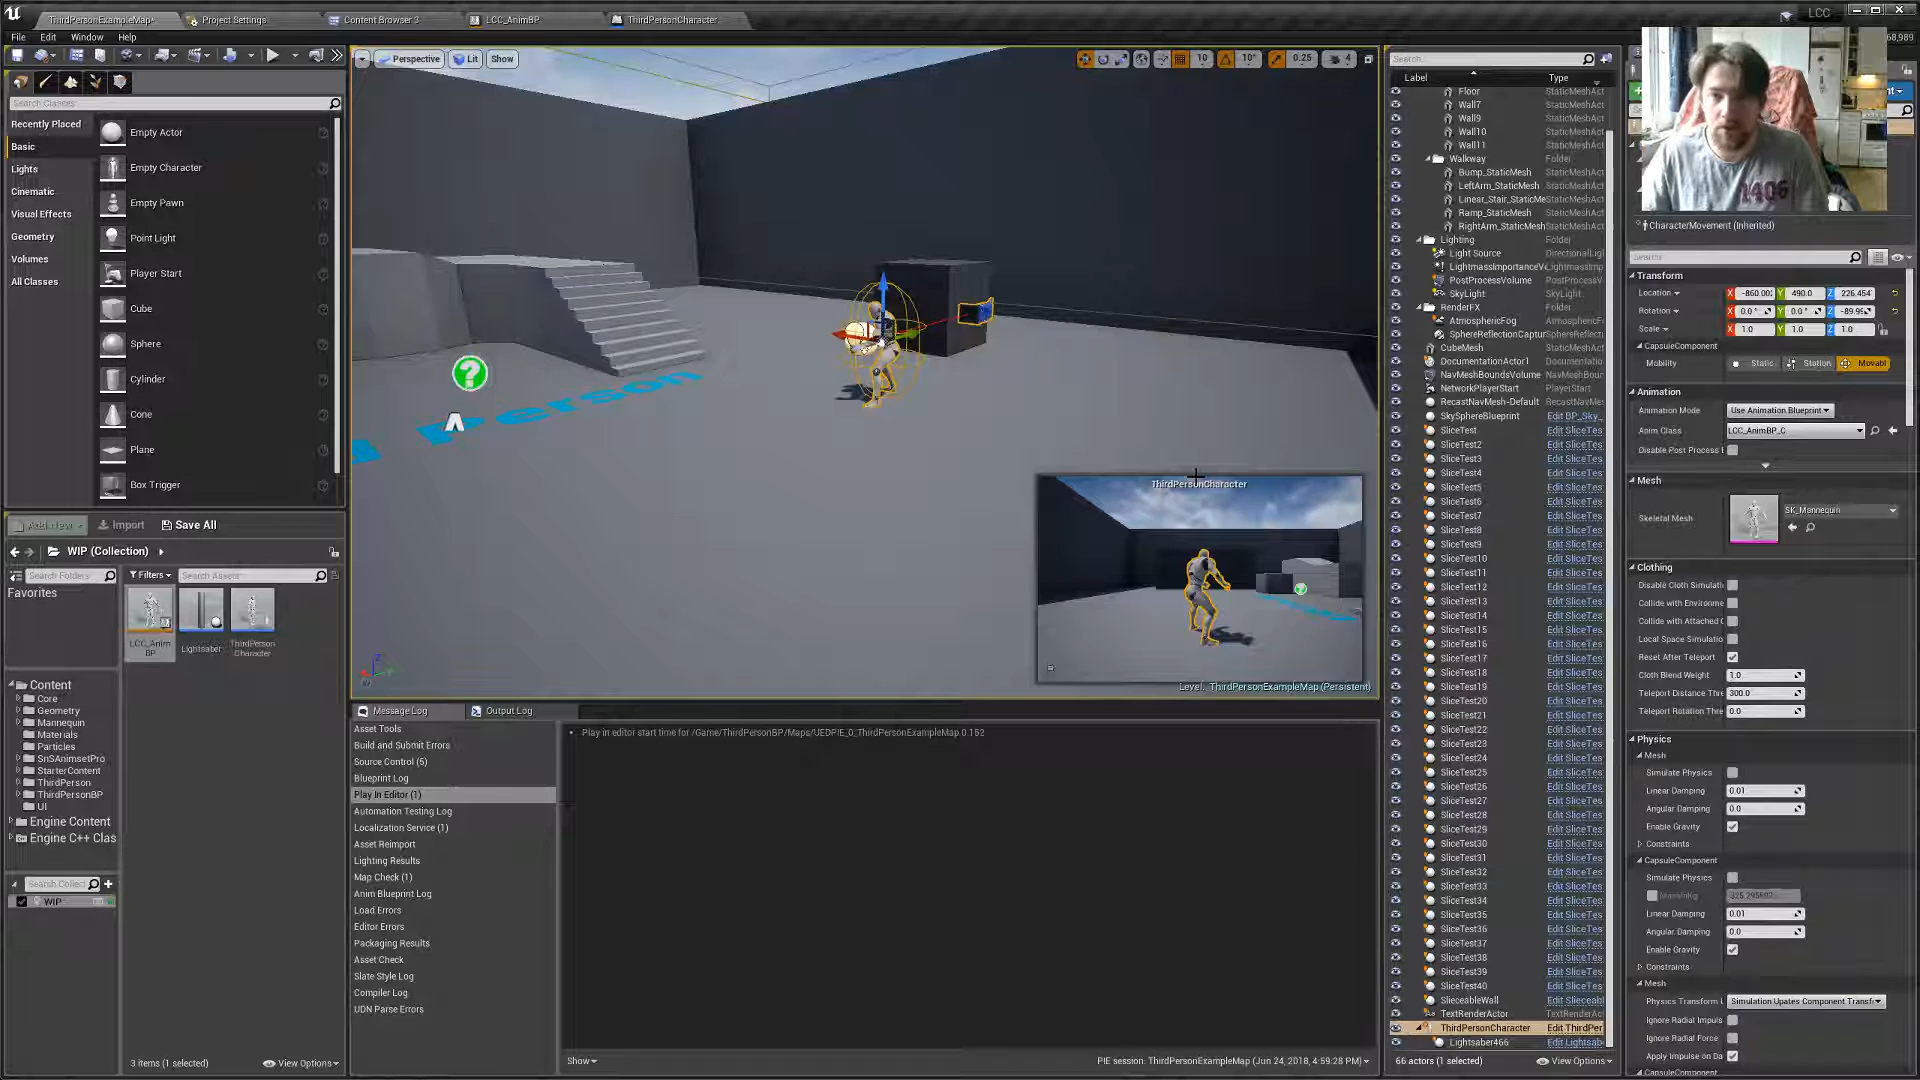 ThirdPersonExampleMap*
Project Settings
Content Browser 3
LCC_AnimBP
ThirdPersonCharacter
LCC
File
Edit
Window
Help
Search Classes
Recently Placed
Basic
Lights
Cinematic
Visual Effects
Geometry
Volumes
All Classes
Empty Actor
Empty Character
Empty Pawn
Point Light
Player Start
Cube
Sphere
Cylinder
Cone
Plane
Box Trigger
Add New
Import
Save All
WIP (Collection)
Search Folders
Filters
Search Assets
Favorites
LCC_Anim
BP
Lightsaber
ThirdPerson
Character
Content
Core
Geometry
Mannequin
Materials
Particles
SnSAnimsetPro
StarterContent
ThirdPerson
ThirdPersonBP
UI
Engine Content
Engine C++ Clas
Search Collect
WIP
3 items (1 selected)
View Options
Perspective
Lit
Show
10
10°
0.25
4
Person
ThirdPersonCharacter
Level: ThirdPersonExampleMap (Persistent)
Message Log
Output Log
Asset Tools
Build and Submit Errors
Source Control (5)
Blueprint Log
Play In Editor (1)
Automation Testing Log
Localization Service (1)
Asset Reimport
Lighting Results
Map Check (1)
Anim Blueprint Log
Load Errors
Editor Errors
Packaging Results
Asset Check
Slate Style Log
Compiler Log
UDN Parse Errors
Play in editor start time for /Game/ThirdPersonBP/Maps/UEDPIE_0_ThirdPersonExampleMap 0.152
Show
PIE session: ThirdPersonExampleMap (Jun 24, 2018, 4:59:28 PM)
Search...
Label
Type
Floor StaticMeshAct
Wall7 StaticMeshAct
Wall9 StaticMeshAct
Wall10 StaticMeshAct
Wall11 StaticMeshAct
Walkway Folder
Bump_StaticMesh StaticMeshAct
LeftArm_StaticMesh StaticMeshAct
Linear_Stair_StaticMe StaticMeshAct
Ramp_StaticMesh StaticMeshAct
RightArm_StaticMesh StaticMeshAct
Lighting Folder
Light Source DirectionalLigh
LightmassImportanceV LightmassImp
PostProcessVolume PostProcessV
SkyLight SkyLight
RenderFX Folder
AtmosphericFog AtmosphericF
SphereReflectionCaptur SphereReflect
CubeMesh StaticMeshAct
DocumentationActor1 Documentatio
NavMeshBoundsVolume NavMeshBoun
NetworkPlayerStart PlayerStart
RecastNavMesh-Default RecastNavMes
SkySphereBlueprint Edit BP_Sky_
SliceTest Edit SliceTes
SliceTest2 Edit SliceTes
SliceTest3 Edit SliceTes
SliceTest4 Edit SliceTes
SliceTest5 Edit SliceTes
SliceTest6 Edit SliceTes
SliceTest7 Edit SliceTes
SliceTest8 Edit SliceTes
SliceTest9 Edit SliceTes
SliceTest10 Edit SliceTes
SliceTest11 Edit SliceTes
SliceTest12 Edit SliceTes
SliceTest13 Edit SliceTes
SliceTest14 Edit SliceTes
SliceTest15 Edit SliceTes
SliceTest16 Edit SliceTes
SliceTest17 Edit SliceTes
SliceTest18 Edit SliceTes
SliceTest19 Edit SliceTes
SliceTest20 Edit SliceTes
SliceTest21 Edit SliceTes
SliceTest22 Edit SliceTes
SliceTest23 Edit SliceTes
SliceTest24 Edit SliceTes
SliceTest25 Edit SliceTes
SliceTest26 Edit SliceTes
SliceTest27 Edit SliceTes
SliceTest28 Edit SliceTes
SliceTest29 Edit SliceTes
SliceTest30 Edit SliceTes
SliceTest31 Edit SliceTes
SliceTest32 Edit SliceTes
SliceTest33 Edit SliceTes
SliceTest34 Edit SliceTes
SliceTest35 Edit SliceTes
SliceTest36 Edit SliceTes
SliceTest37 Edit SliceTes
SliceTest38 Edit SliceTes
SliceTest39 Edit SliceTes
SliceTest40 Edit SliceTes
SlieceableWall Edit Slieceabl
TextRenderActor TextRenderAc
ThirdPersonCharacter Edit ThirdPer
Lightsaber466 Edit Lightsab
66 actors (1 selected)
View Options
1406
CharacterMovement (Inherited)
Search
Transform
Location X -860.00 Y 490.0 Z 226.454
Rotation X 0.0° Y 0.0° Z -89.9
Scale X 1.0 Y 1.0 Z 1.0
CapsuleComponent
Mobility Static Station Movabl
Animation
Animation Mode Use Animation Blueprint
Anim Class LCC_AnimBP_C
Disable Post Process B
Mesh
Skeletal Mesh
SK_Mannequin
Clothing
Disable Cloth Simulati
Collide with Environme
Collide with Attached C
Local Space Simulatio
Reset After Teleport
Cloth Blend Weight 1.0
Teleport Distance Thre 300.0
Teleport Rotation Thre 0.0
Physics
Mesh
Simulate Physics
Linear Damping 0.01
Angular Damping 0.0
Enable Gravity
Constraints
CapsuleComponent
Simulate Physics
MassInKg
Linear Damping 0.01
Angular Damping 0.0
Enable Gravity
Constraints
Mesh
Physics Transform U Simulation Upates Component Transf
Ignore Radial Impuls
Ignore Radial Force
Apply Impulse on Da
CapsuleComponent